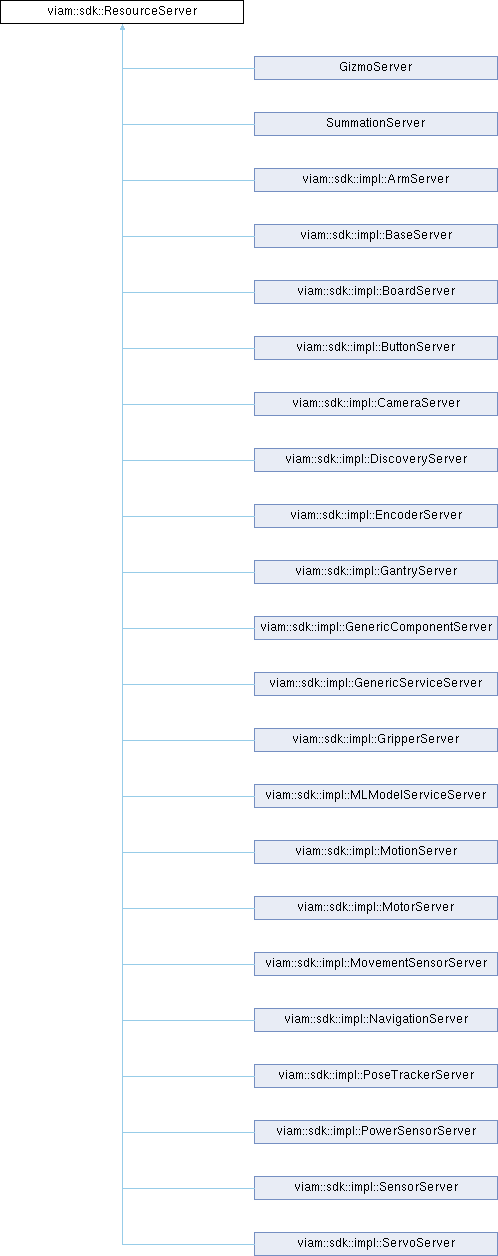 viam::sdk::ResourceServer
GizmoServer
SummationServer
viam::sdk::impl::ArmServer
viam::sdk::impl::BaseServer
viam::sdk::impl::BoardServer
viam::sdk::impl::ButtonServer
viam::sdk::impl::CameraServer
viam::sdk::impl::DiscoveryServer
viam::sdk::impl::EncoderServer
viam::sdk::impl::GantryServer
viam::sdk::impl::GenericComponentServer
viam::sdk::impl::GenericServiceServer
viam::sdk::impl::GripperServer
viam::sdk::impl::MLModelServiceServer
viam::sdk::impl::MotionServer
viam::sdk::impl::MotorServer
viam::sdk::impl::MovementSensorServer
viam::sdk::impl::NavigationServer
viam::sdk::impl::PoseTrackerServer
viam::sdk::impl::PowerSensorServer
viam::sdk::impl::SensorServer
viam::sdk::impl::ServoServer